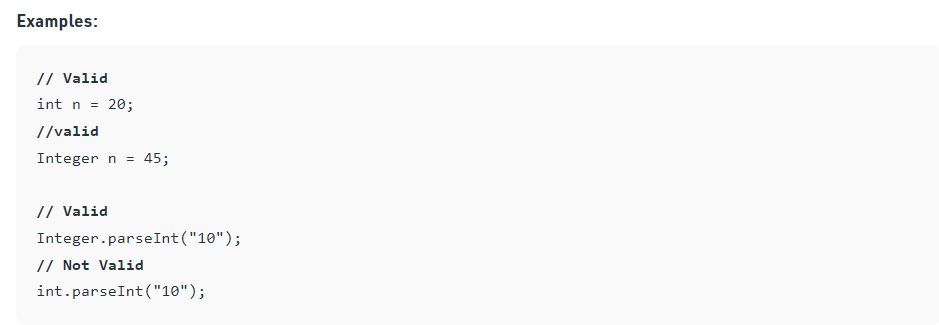 Examples:
// Valid
int n = 20;
//valid
Integer n = 45;
// Valid
Integer.parseInt("10");
// Not Valid
int.parseInt("10");